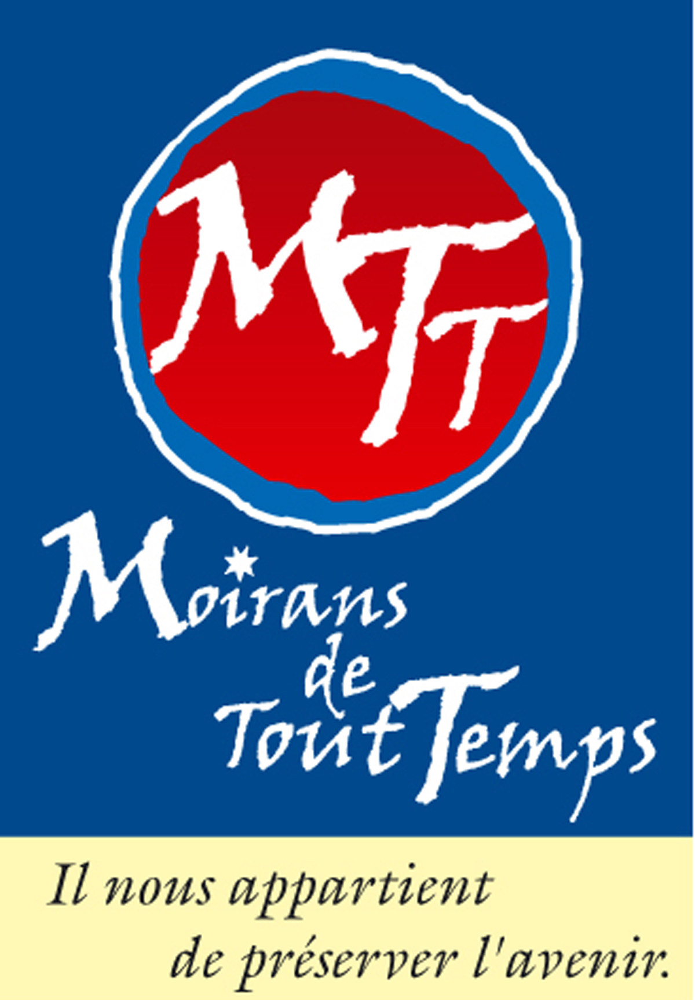 MTT
Moirans
de
Tout Temps
Il nous appartient
de préserver l'avenir.